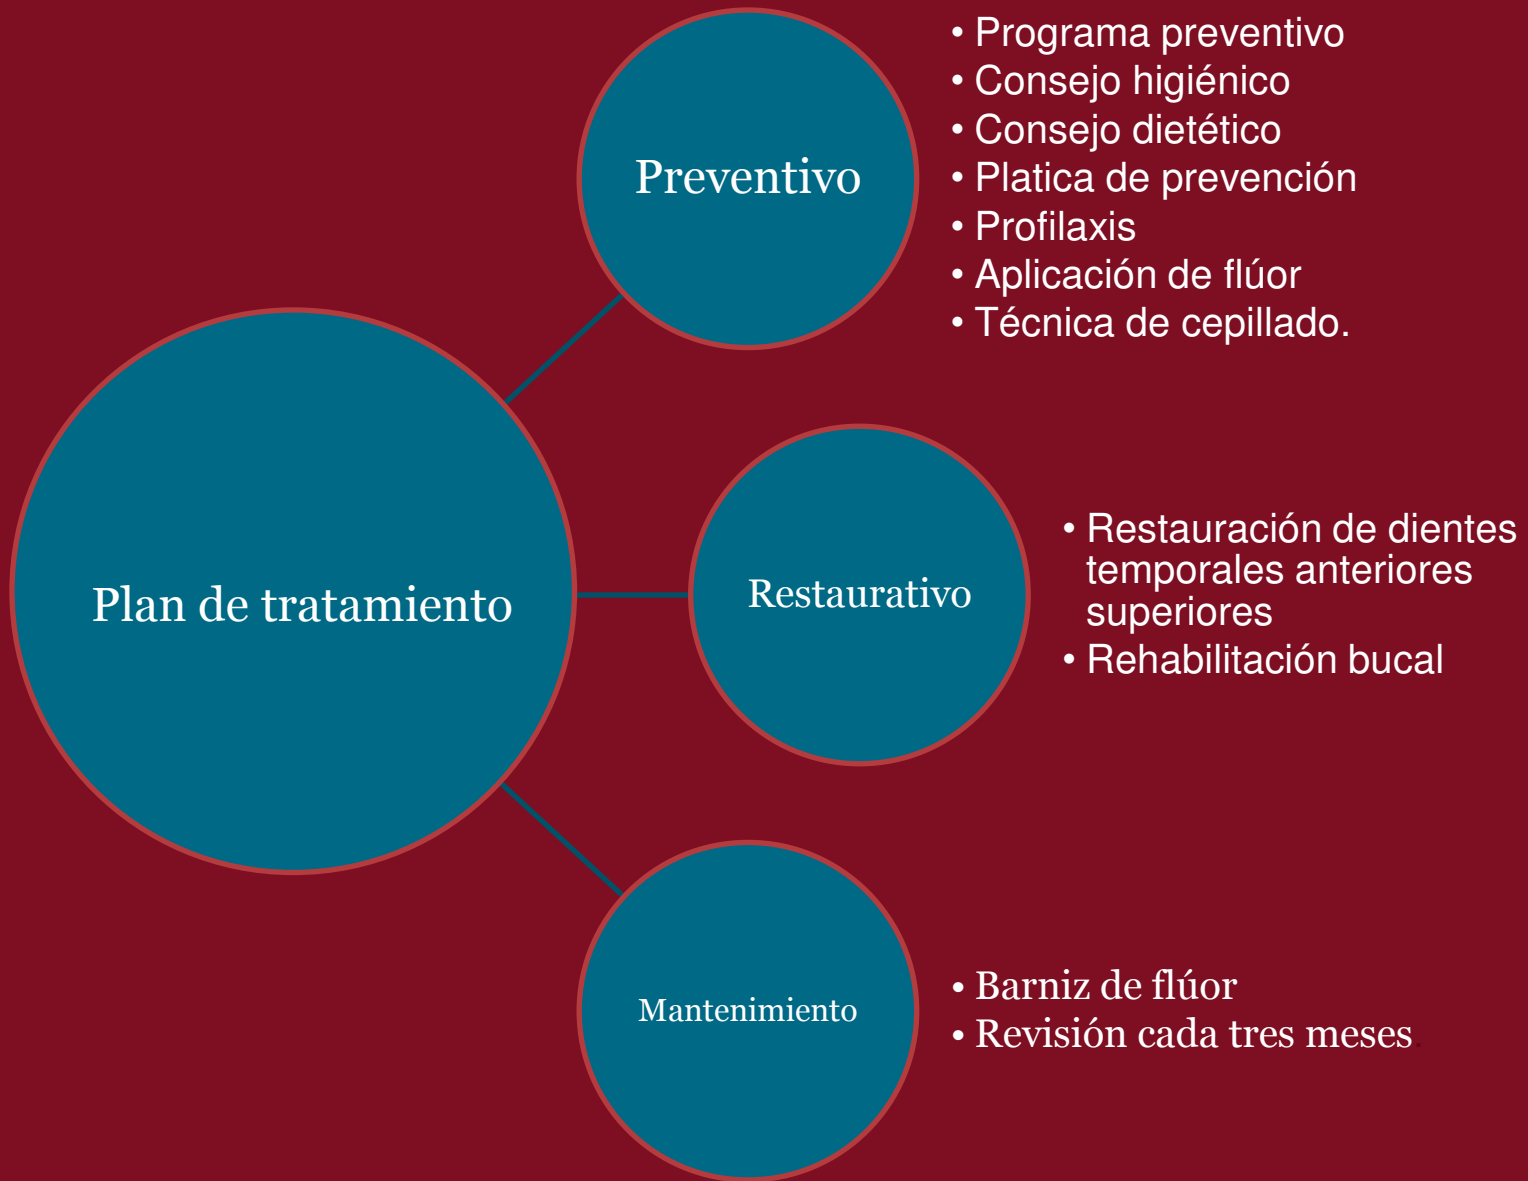 Plan de tratamiento
Preventivo
• Programa preventivo
• Consejo higiénico
• Consejo dietético
• Platica de prevención
• Profilaxis
• Aplicación de flúor
• Técnica de cepillado.
Restaurativo
• Restauración de dientes
temporales anteriores
superiores
• Rehabilitación bucal
Mantenimiento
• Barniz de flúor
• Revisión cada tres meses.